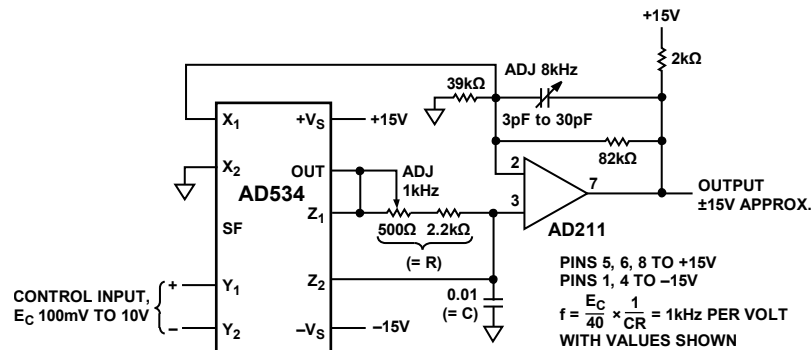 +15V
2kΩ
39kΩ
ADJ 8kHz
3pF to 30pF
82kΩ
X1
+VS
+15V
X2
OUT
AD534
ADJ
1kHz
Z1
SF
500Ω
2.2kΩ
(= R)
2
3
7
AD211
OUTPUT
±15V APPROX.
CONTROL INPUT,
EC 100mV TO 10V
+
Y1
Z2
0.01
(= C)
–
Y2
–VS
–15V
PINS 5, 6, 8 TO +15V
PINS 1, 4 TO –15V
f = EC/40 × 1/CR = 1kHz PER VOLT
WITH VALUES SHOWN